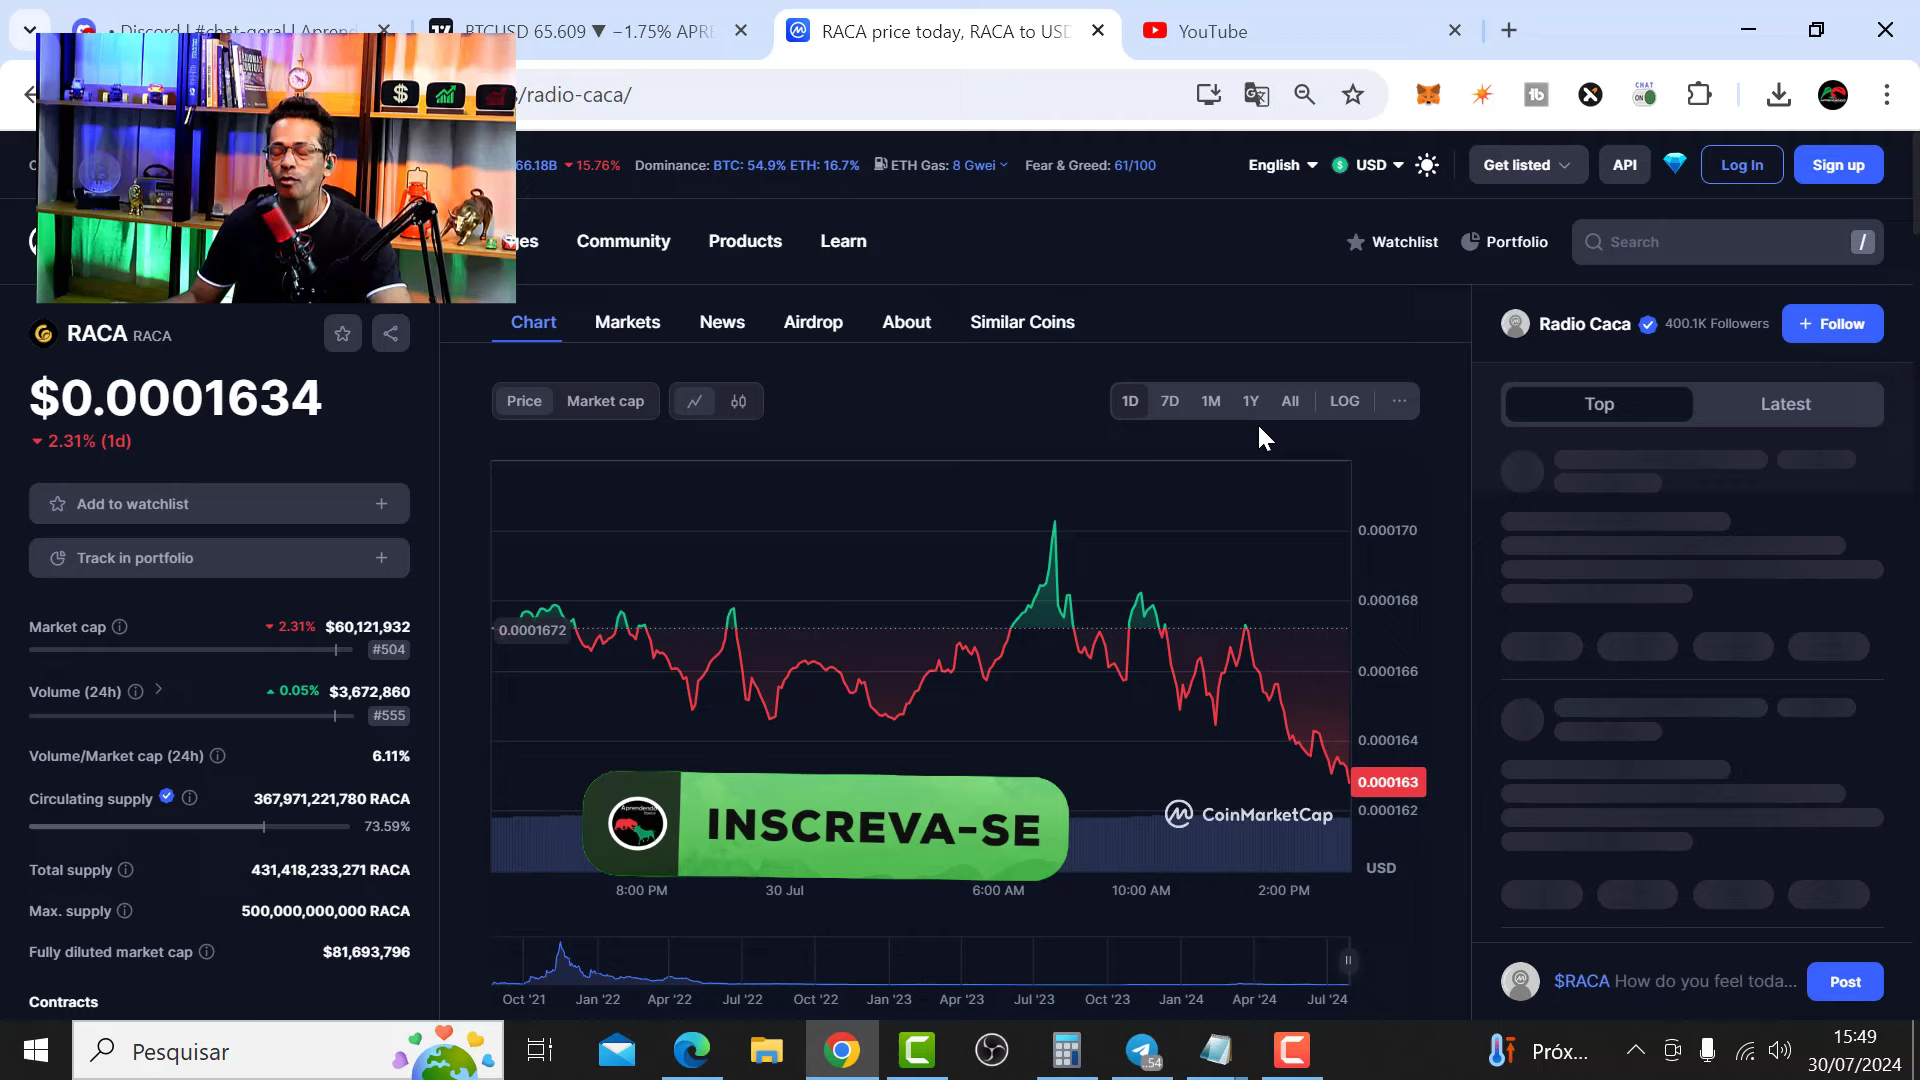 Discord | #chat-geral | Aprend
BTCUSD 65.609 ▼ −1.75% APRE
RACA price today, RACA to USD
YouTube
/radio-caca/
66.18B ▼ 15.76%
Dominance: BTC: 54.9% ETH: 16.7%
ETH Gas: 8 Gwei
Fear & Greed: 61/100
English
USD
Get listed
API
Log In
Sign up
Community
Products
Learn
Watchlist
Portfolio
Search
/
RACA RACA
$0.0001634
2.31% (1d)
Add to watchlist
Track in portfolio
Market cap
2.31% $60,121,932
#504
Volume (24h)
0.05% $3,672,860
#555
Volume/Market cap (24h)
6.11%
Circulating supply
367,971,221,780 RACA
73.59%
Total supply
431,418,233,271 RACA
Max. supply
500,000,000,000 RACA
Fully diluted market cap
$81,693,796
Contracts
Chart
Markets
News
Airdrop
About
Similar Coins
Price
Market cap
1D
7D
1M
1Y
All
LOG
0.0001672
0.000170
0.000168
0.000166
0.000164
0.000163
0.000162
USD
CoinMarketCap
INSCREVA-SE
8:00 PM
30 Jul
6:00 AM
10:00 AM
2:00 PM
Oct '21
Jan '22
Apr '22
Jul '22
Oct '22
Jan '23
Apr '23
Jul '23
Oct '23
Jan '24
Apr '24
Jul '24
Radio Caca
400.1K Followers
+ Follow
Top
Latest
$RACA How do you feel toda...
Post
Pesquisar
Próx...
15:49
30/07/2024